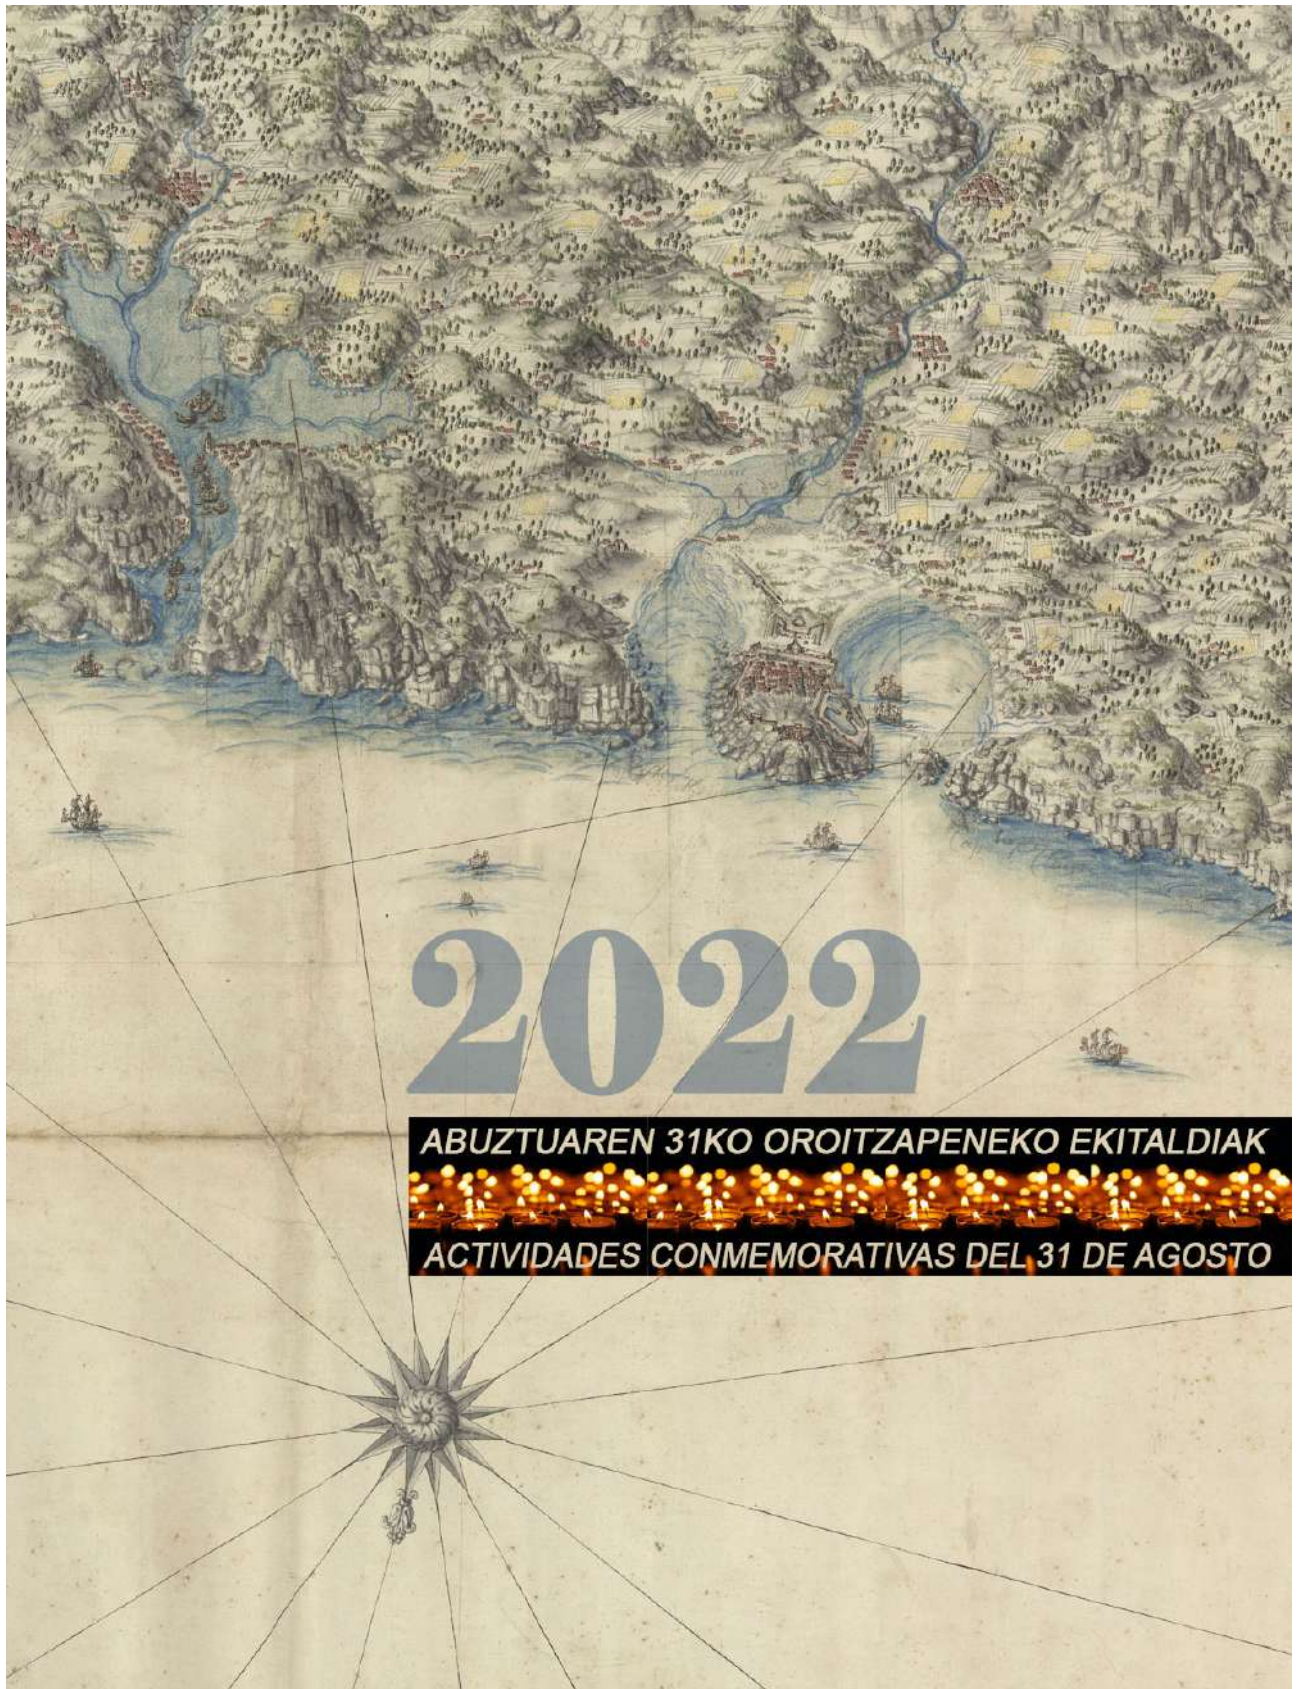 2022
ABUZTUAREN 31KO OROITZAPENEKO EKITALDIAK
ACTIVIDADES CONMEMORATIVAS DEL 31 DE AGOSTO